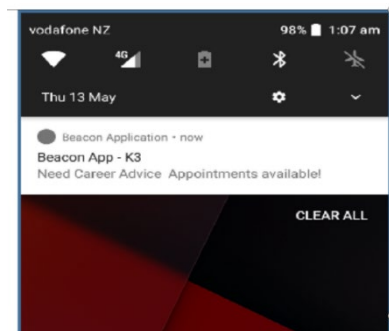 vodafone NZ 98% 1:07 am
4G
Thu 13 May
Beacon Application • now
Beacon App - K3
Need Career Advice Appointments available!
CLEAR ALL